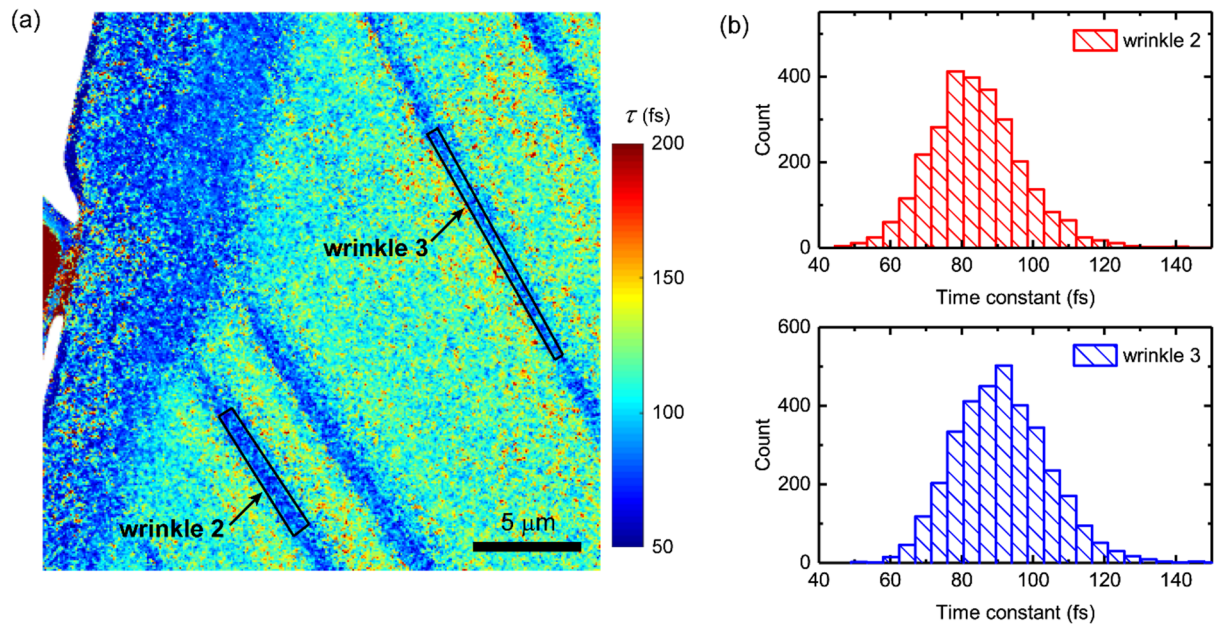 (a)
wrinkle 3
wrinkle 2
5 μm
τ (fs)
200
150
100
50
(b)
wrinkle 2
Count
400
200
0
40 60 80 100 120 140
Time constant (fs)
wrinkle 3
Count
600
400
200
0
40 60 80 100 120 140
Time constant (fs)